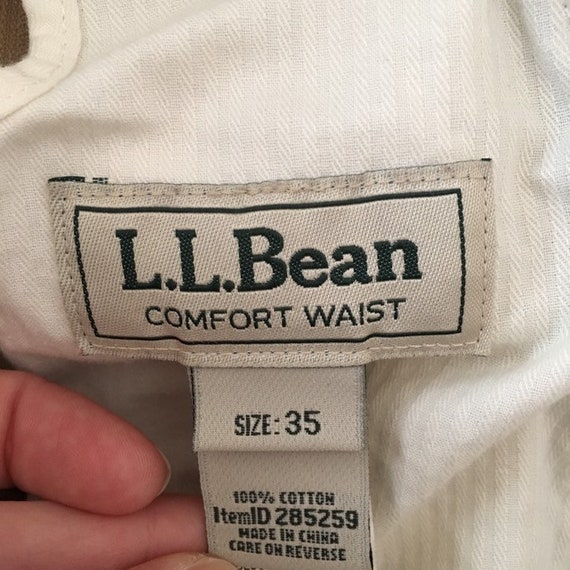 L.L.Bean
COMFORT WAIST
SIZE: 35
100% COTTON
ItemID 285259
MADE IN CHINA
CARE ON REVERSE